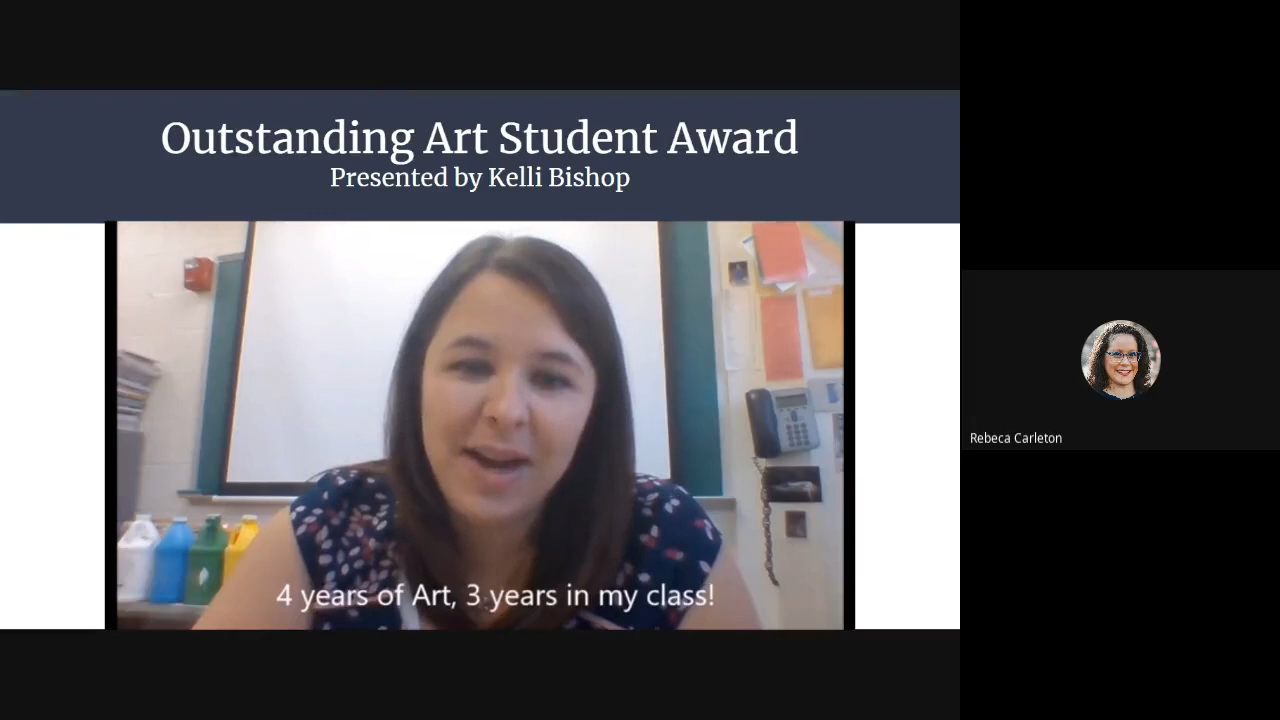 Outstanding Art Student Award
Presented by Kelli Bishop
4 years of Art, 3 years in my class!
Rebeca Carleton